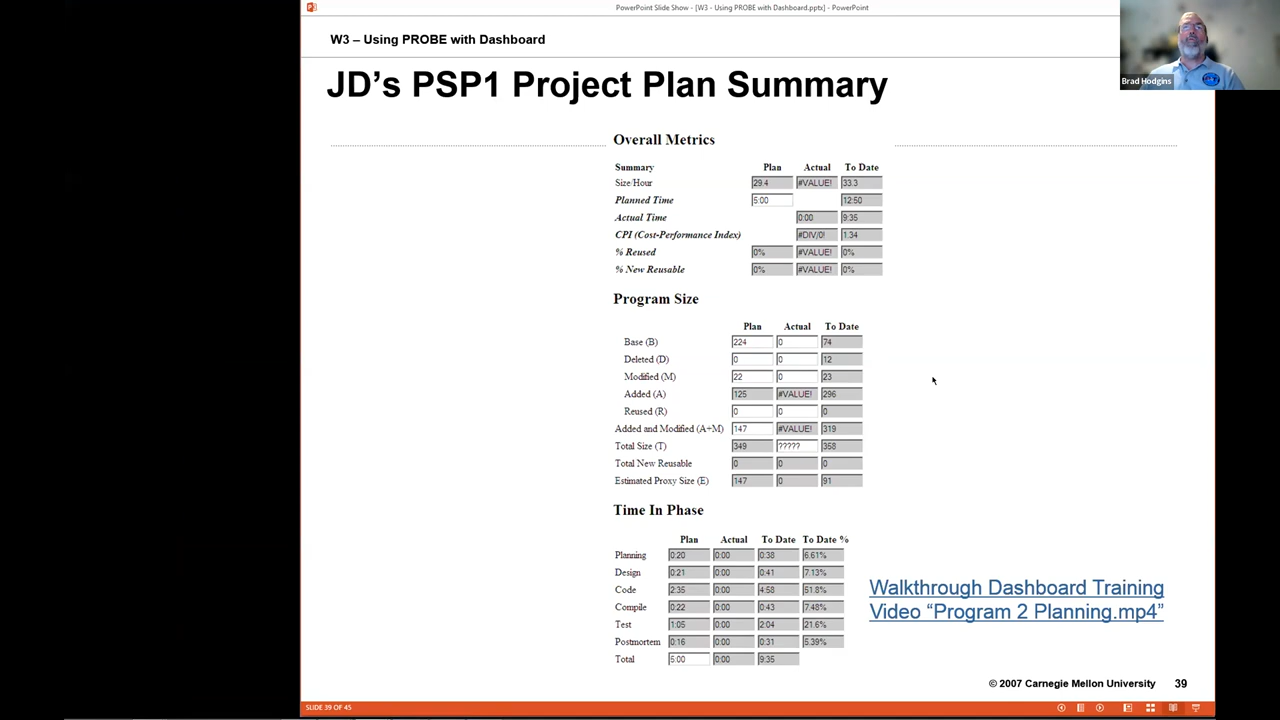 PowerPoint Slide Show - [W3 - Using PROBE with Dashboard.pptx] - PowerPoint
Brad Hodgins
W3 – Using PROBE with Dashboard
JD's PSP1 Project Plan Summary
Overall Metrics
Summary Plan Actual To Date
Size/Hour 29.4 #VALUE! 33.3
Planned Time 5:00 12:50
Actual Time 0:00 9:35
CPI (Cost-Performance Index) #DIV/0! 1.34
% Reused 0% #VALUE! 0%
% New Reusable 0% #VALUE! 0%
Program Size
Plan Actual To Date
Base (B) 224 0 74
Deleted (D) 0 0 12
Modified (M) 22 0 23
Added (A) 125 #VALUE! 296
Reused (R) 0 0 0
Added and Modified (A+M) 147 #VALUE! 319
Total Size (T) 349 ????? 358
Total New Reusable 0 0 0
Estimated Proxy Size (E) 147 0 91
Time In Phase
Plan Actual To Date To Date %
Planning 0:20 0:00 0:38 6.61%
Design 0:21 0:00 0:41 7.13%
Code 2:35 0:00 4:58 51.8%
Compile 0:22 0:00 0:43 7.48%
Test 1:05 0:00 2:04 21.6%
Postmortem 0:16 0:00 0:31 5.39%
Total 5:00 0:00 9:35
Walkthrough Dashboard Training
Video “Program 2 Planning.mp4”
© 2007 Carnegie Mellon University 39
SLIDE 39 OF 45